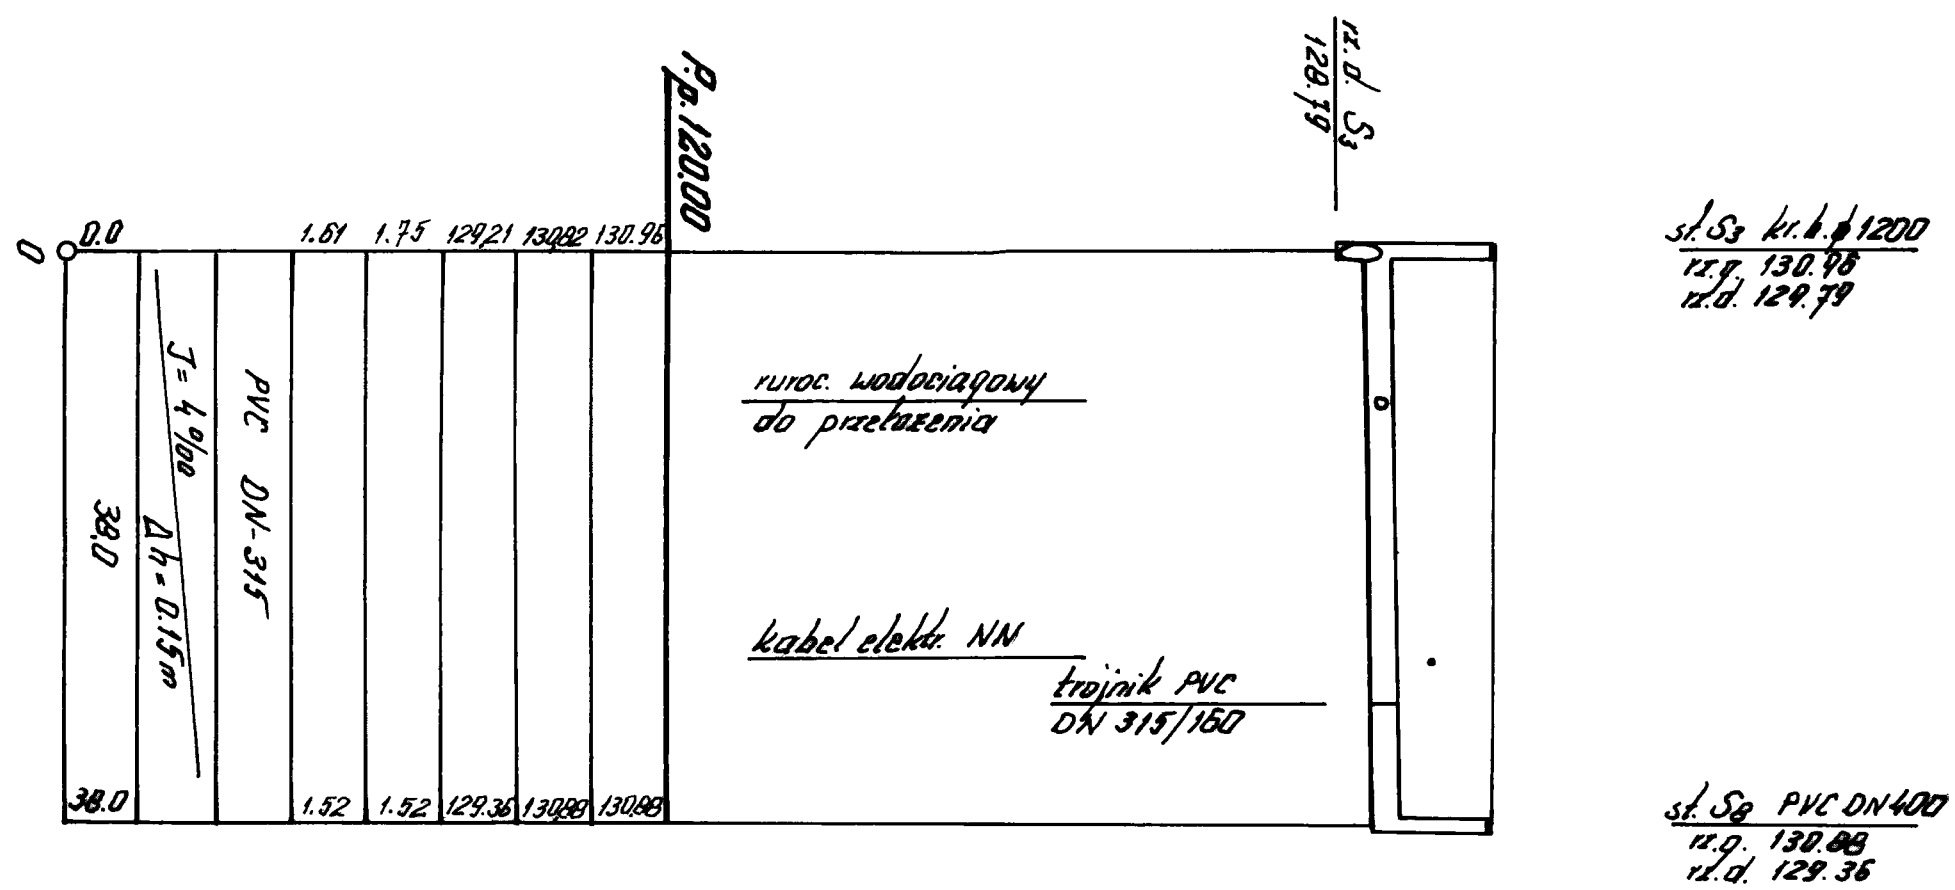 P.p. 120.00
rz.d. S3
128.79
0
0.0
1.61 1.75 129,21 130,82 130.96
st. S3 kr.b. ϕ1200
rz.g. 130.96
rz.d. 128.79
J = 4‰
Δh = 0.15m
PVC DN-315
38,0
ruroc. wodociągowy
do przełożenia
kabel elektr. NN
trójnik PVC
DN 315/160
38.0
1.52 1.52 129.36 130,88 130,88
st. S8 PVC DN400
rz.g. 130.88
rz.d. 129.36